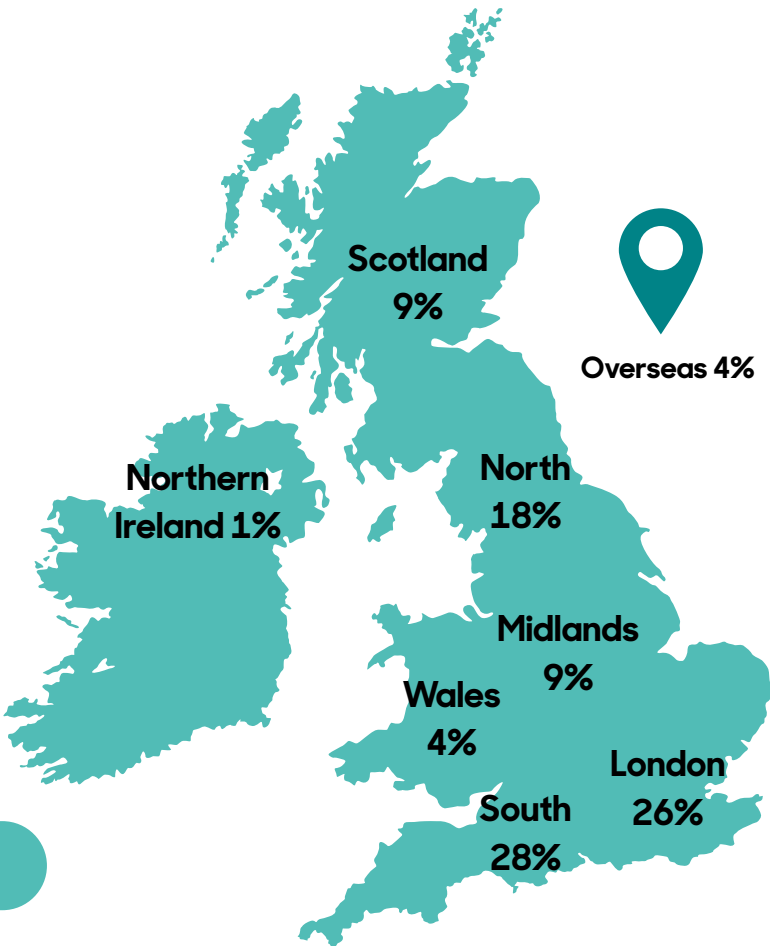 Scotland
9%
Overseas 4%
Northern
Ireland 1%
North
18%
Midlands
9%
Wales
4%
London
26%
South
28%